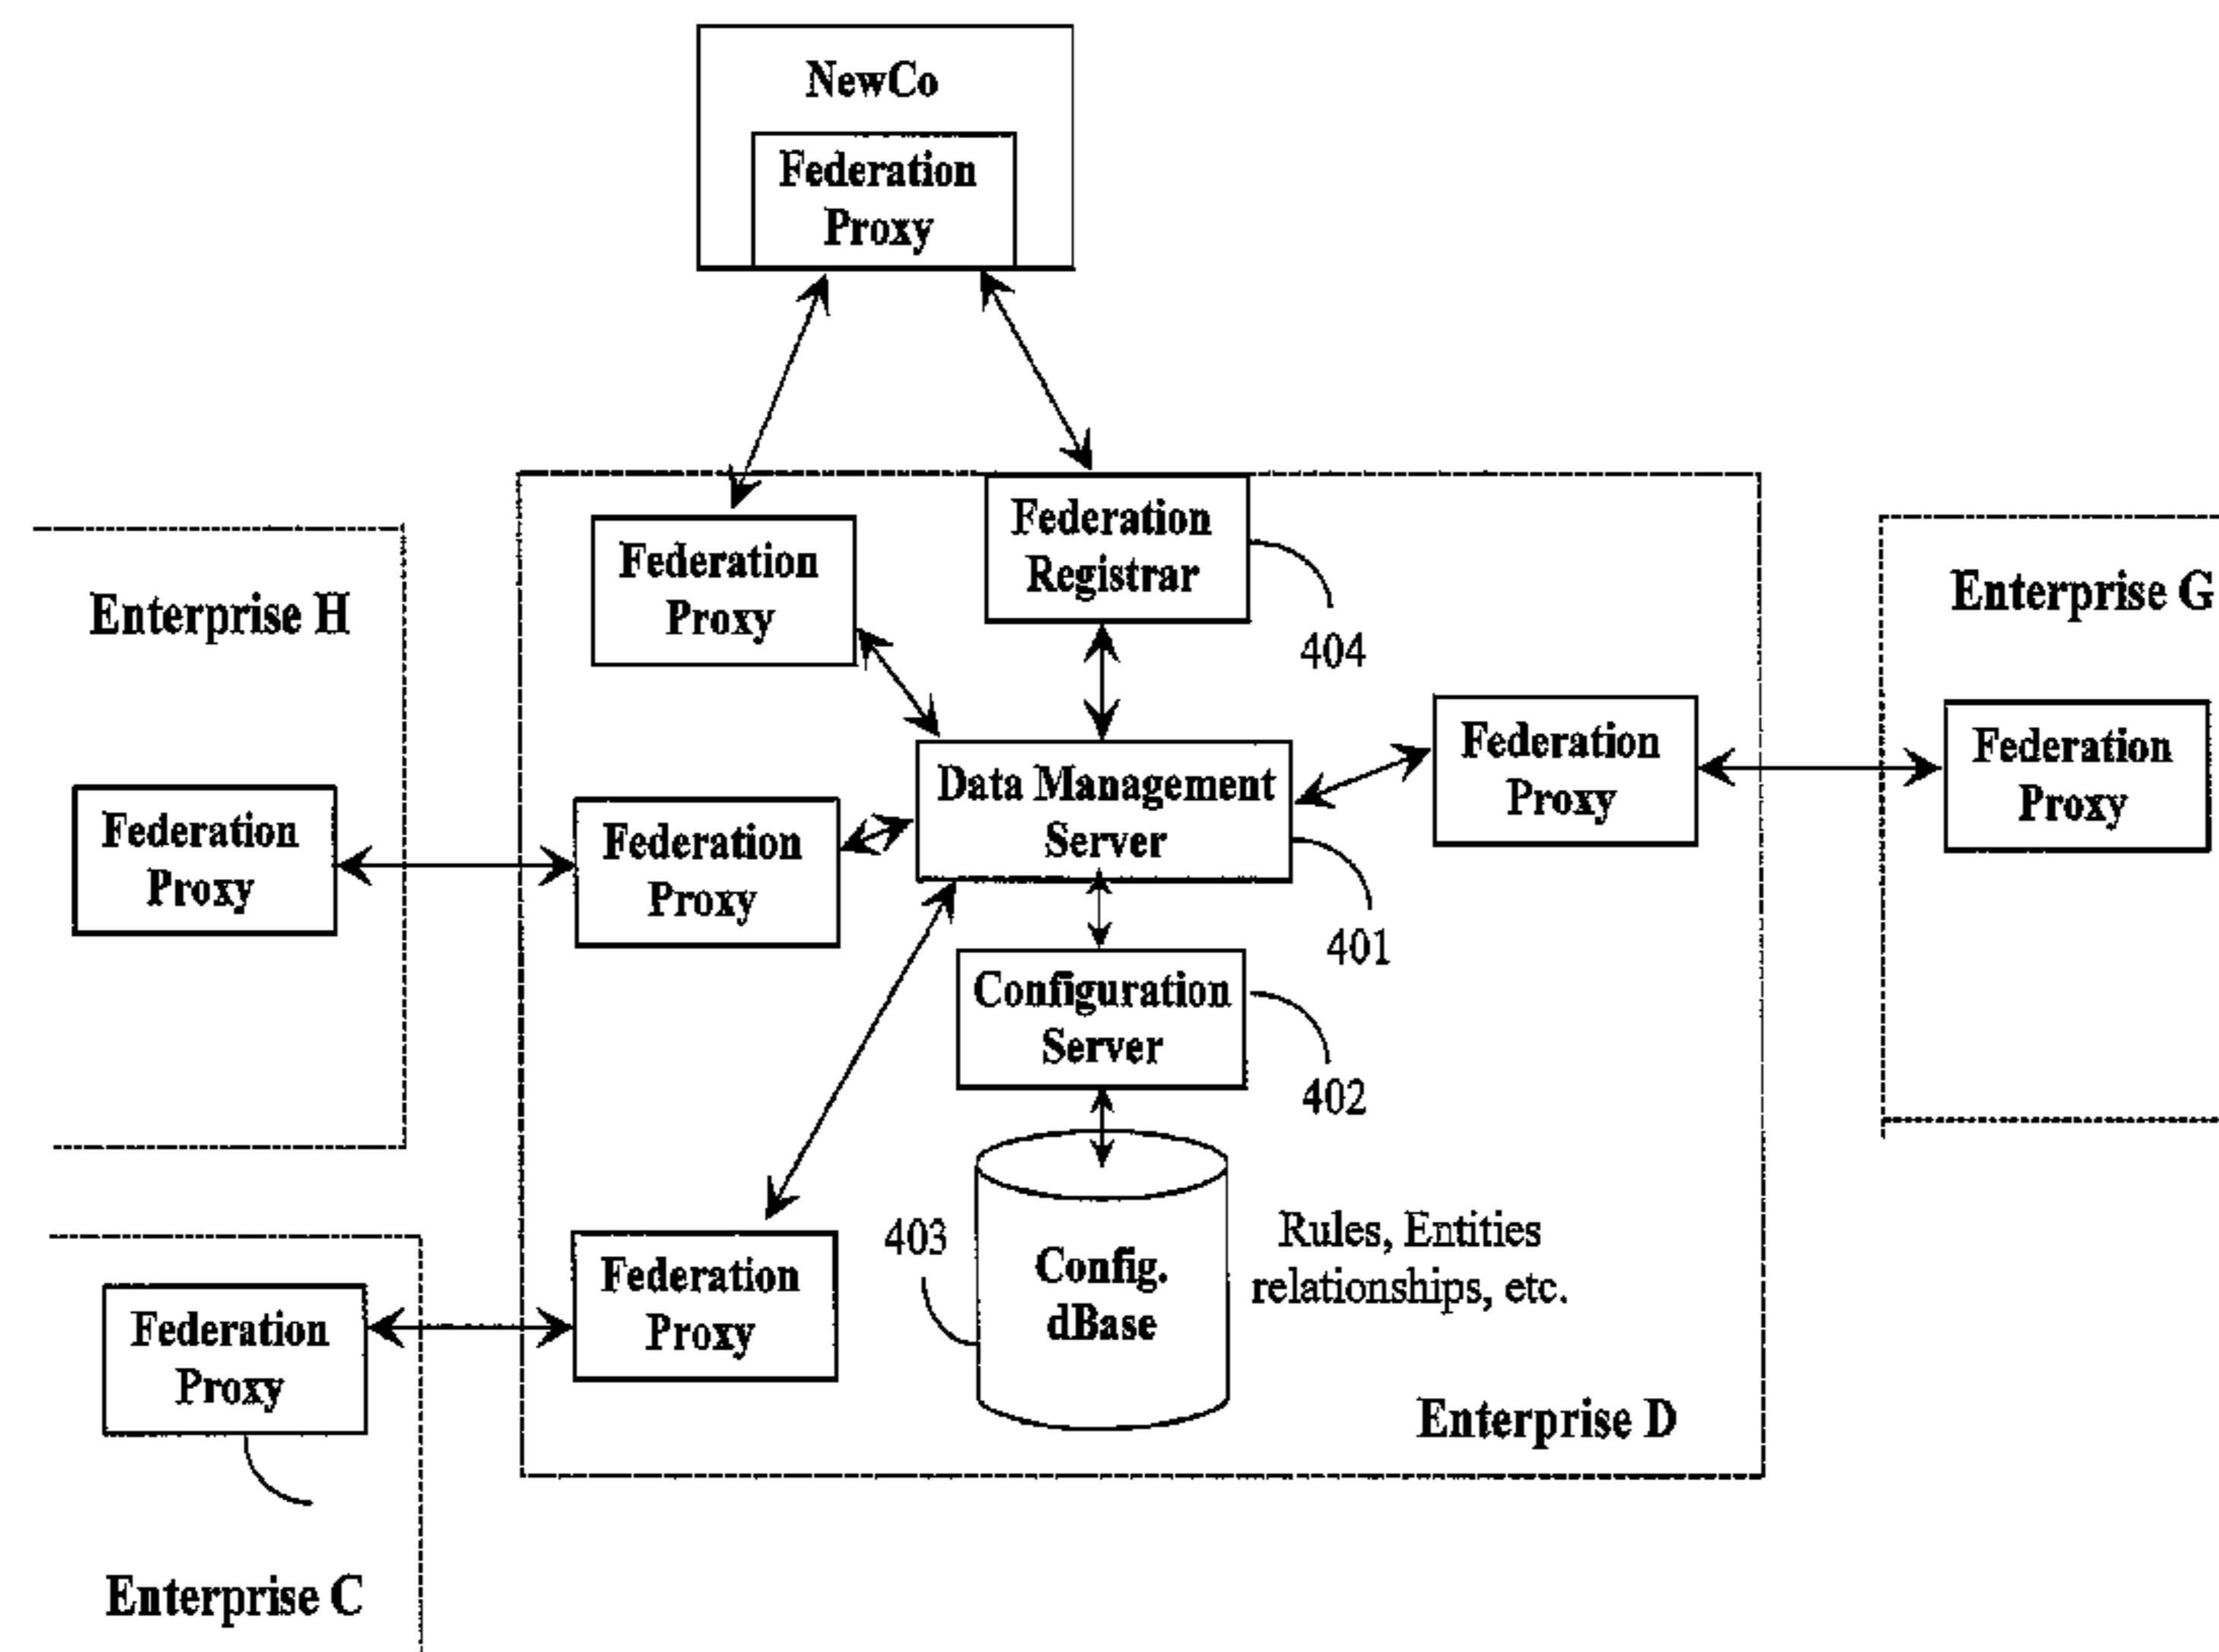 NewCo
Federation
Proxy
Federation
Proxy
Federation
Registrar
404
Enterprise H
Enterprise G
Federation
Proxy
Federation
Proxy
Data Management
Server
401
Federation
Proxy
Federation
Proxy
Configuration
Server
402
Federation
Proxy
Federation
Proxy
403
Config.
dBase
Rules, Entities
relationships, etc.
Enterprise D
Enterprise C